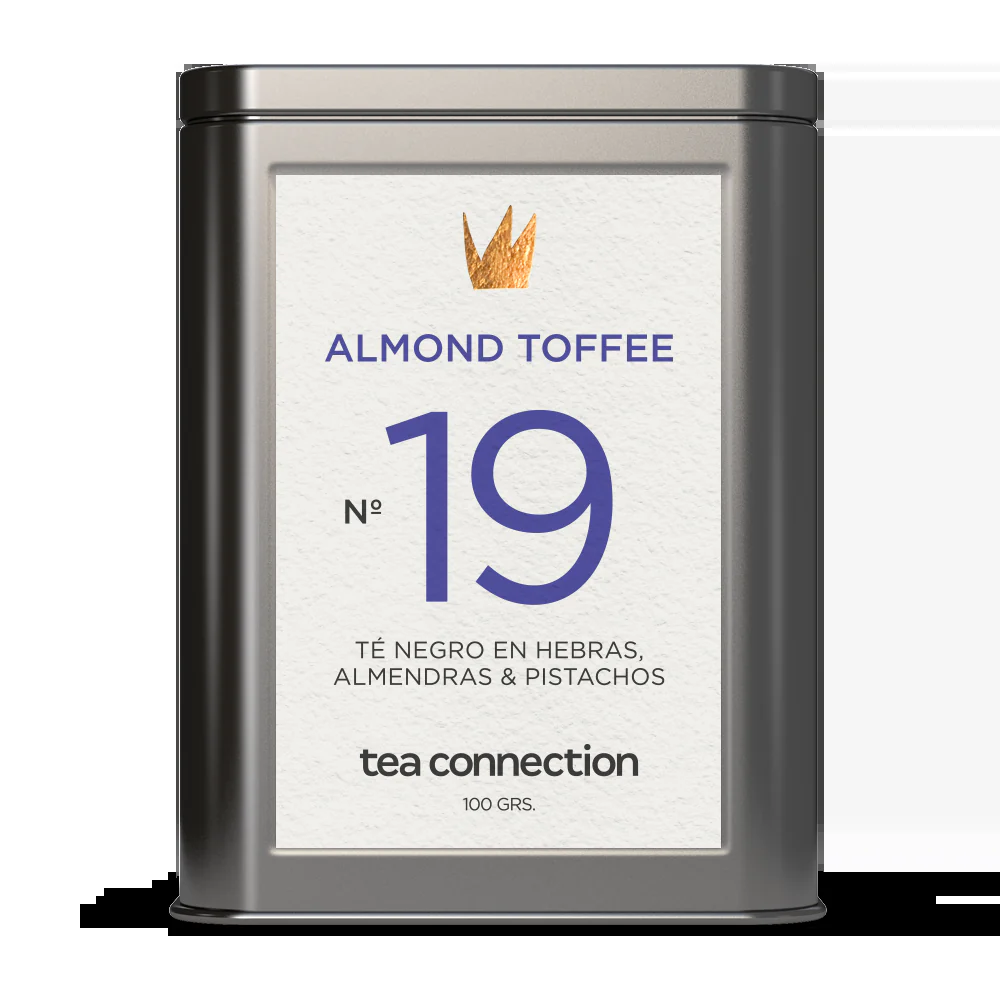 ALMOND TOFFEE
Nº 19
TÉ NEGRO EN HEBRAS,
ALMENDRAS & PISTACHOS
tea connection
100 GRS.